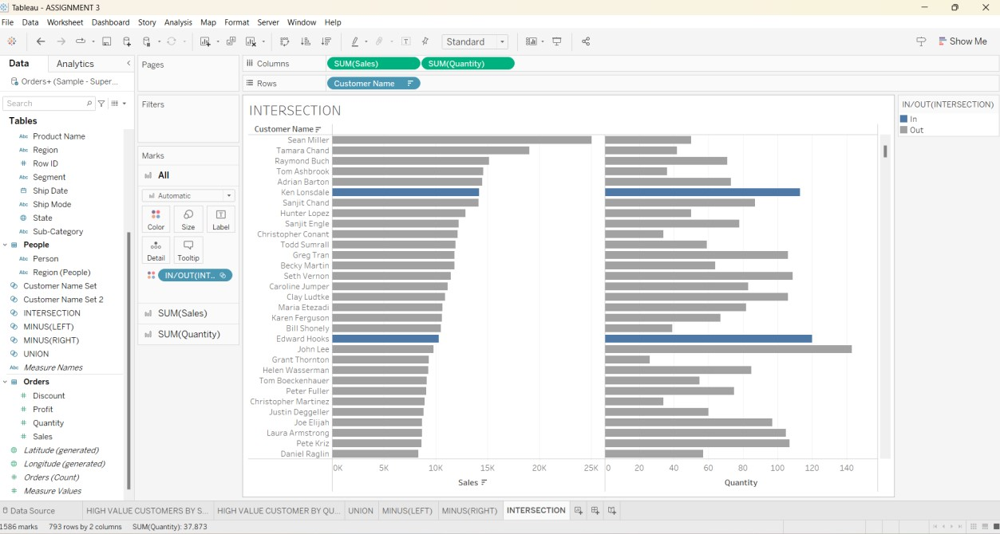 Tableau - ASSIGNMENT 3
File Data Worksheet Dashboard Story Analysis Map Format Server Window Help
Standard
Show Me
Data
Analytics
Orders+ (Sample - Super...
Search
Tables
Abc Product Name
Abc Region
# Row ID
Abc Segment
Ship Date
Abc Ship Mode
State
Abc Sub-Category
People
Abc Person
Abc Region (People)
Customer Name Set
Customer Name Set 2
INTERSECTION
MINUS(LEFT)
MINUS(RIGHT)
UNION
Abc Measure Names
Orders
# Discount
# Profit
# Quantity
# Sales
Latitude (generated)
Longitude (generated)
# Orders (Count)
# Measure Values
Pages
Filters
Marks
All
Automatic
Color Size Label
Detail Tooltip
IN/OUT(INT..
SUM(Sales)
SUM(Quantity)
Columns SUM(Sales) SUM(Quantity)
Rows Customer Name
INTERSECTION
Customer Name
Sean Miller
Tamara Chand
Raymond Buch
Tom Ashbrook
Adrian Barton
Ken Lonsdale
Sanjit Chand
Hunter Lopez
Sanjit Engle
Christopher Conant
Todd Sumrall
Greg Tran
Becky Martin
Seth Vernon
Caroline Jumper
Clay Ludtke
Maria Etezadi
Karen Ferguson
Bill Shonely
Edward Hooks
John Lee
Grant Thornton
Helen Wasserman
Tom Boeckenhauer
Peter Fuller
Christopher Martinez
Justin Deggeller
Joe Elijah
Laura Armstrong
Pete Kriz
Daniel Raglin
0K 5K 10K 15K 20K 25K 0 20 40 60 80 100 120 140
Sales Quantity
IN/OUT(INTERSECTION)
In
Out
Data Source HIGH VALUE CUSTOMERS BY S... HIGH VALUE CUSTOMER BY QU... UNION MINUS(LEFT) MINUS(RIGHT) INTERSECTION
1586 marks 793 rows by 2 columns SUM(Quantity): 37,873